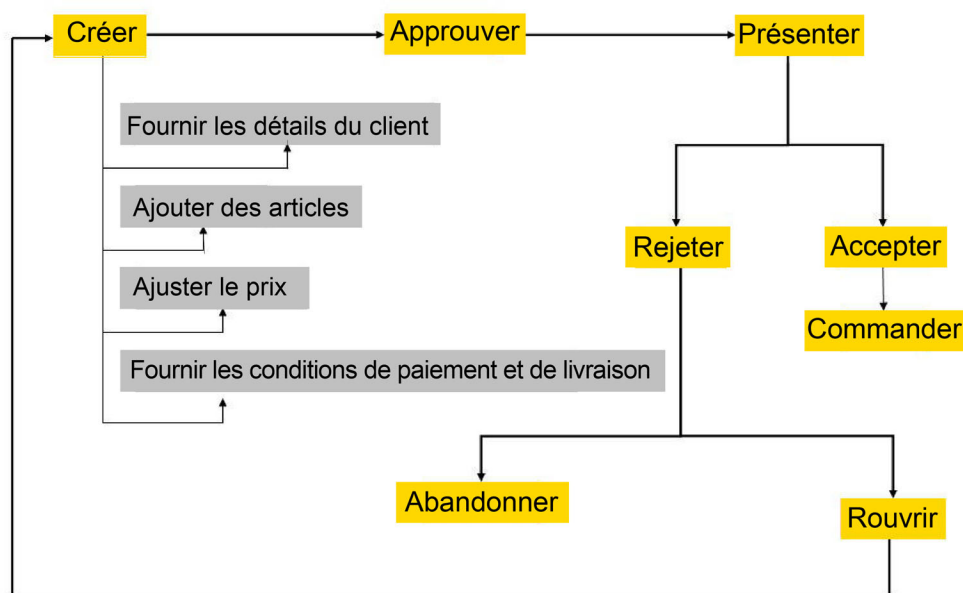 Créer
Approuver
Présenter
Fournir les détails du client
Ajouter des articles
Ajuster le prix
Fournir les conditions de paiement et de livraison
Rejeter
Accepter
Commander
Abandonner
Rouvrir